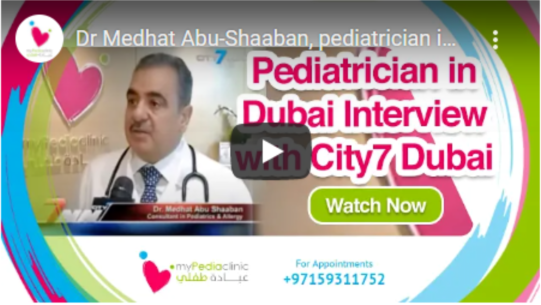 Dr Medhat Abu-Shaaban, pediatrician i...
Pediatrician in
Dubai Interview
with City7 Dubai
Watch Now
Dr. Medhat Abu Shaaban
Consultant in Pediatrics & Allergy
myPediaclinic
عيادة طفلي
For Appointments
+97159311752